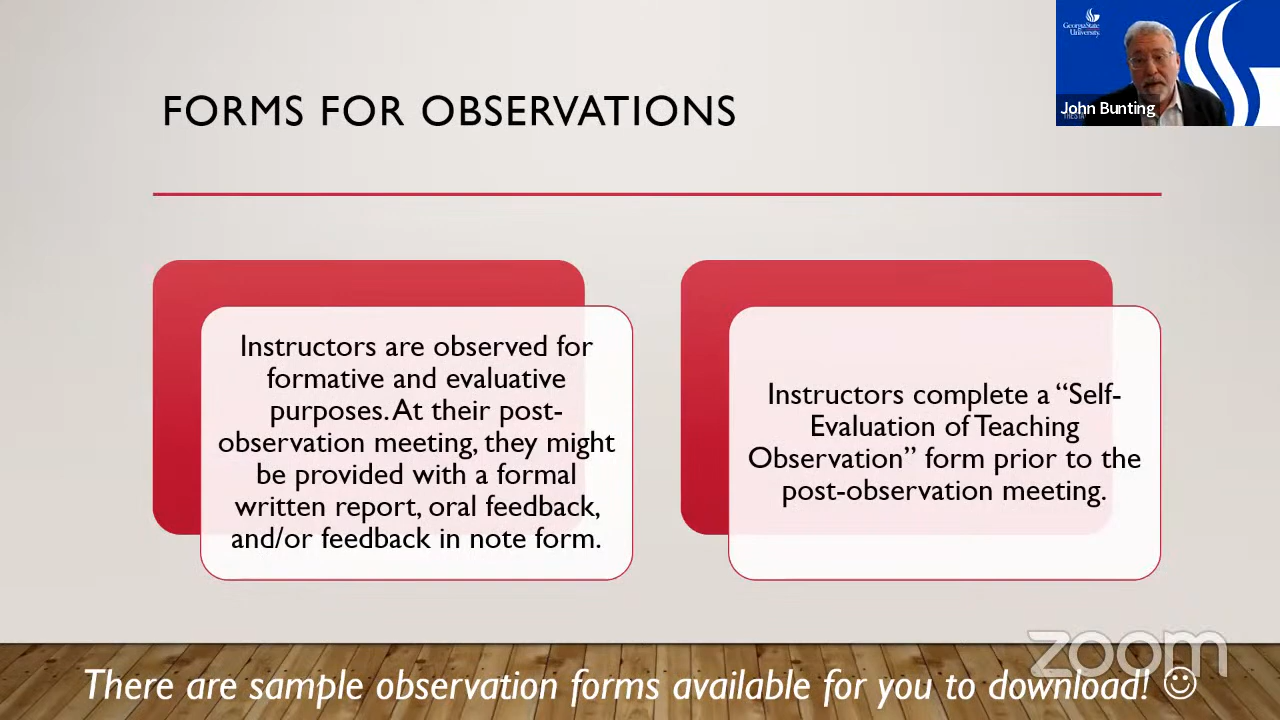 FORMS FOR OBSERVATIONS
GeorgiaState
University
John Bunting
Instructors are observed for
formative and evaluative
purposes. At their post-
observation meeting, they might
be provided with a formal
written report, oral feedback,
and/or feedback in note form.
Instructors complete a “Self-
Evaluation of Teaching
Observation” form prior to the
post-observation meeting.
zoom
There are sample observation forms available for you to download! ☺